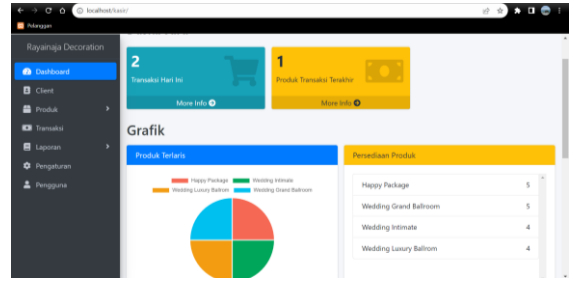 localhost/kasir/
Pelanggan
Rayainaja Decoration
Dashboard
Client
Produk
Transaksi
Laporan
Pengaturan
Pengguna
2
Transaksi Hari Ini
More Info
1
Produk Transaksi Terakhir
More Info
Grafik
Produk Terlaris
Happy Package
Wedding Intimate
Wedding Luxury Ballrom
Wedding Grand Ballroom
Persediaan Produk
Happy Package 5
Wedding Grand Ballroom 5
Wedding Intimate 4
Wedding Luxury Ballrom 4